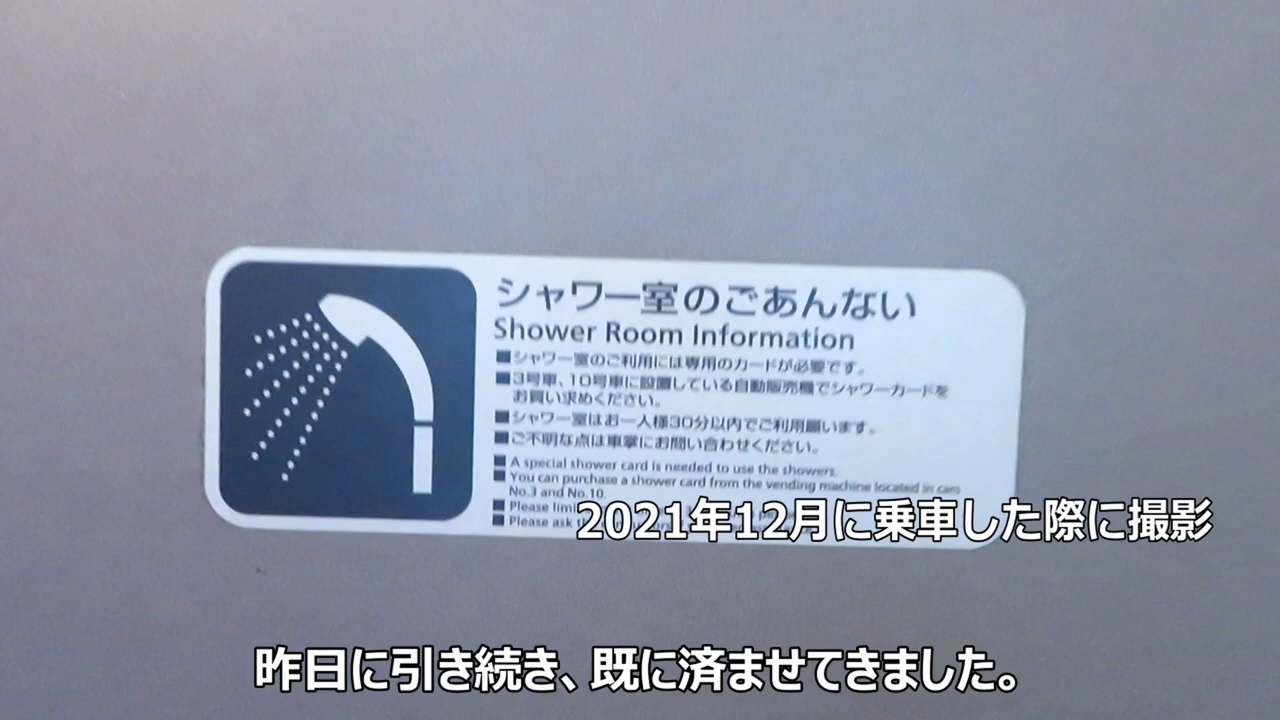 シャワー室のごあんない
Shower Room Information
■シャワー室のご利用には専用のカードが必要です。
■3号車、10号車に設置している自動販売機でシャワーカードを
お買い求めください。
■シャワー室はお一人様30分以内でご利用願います。
■ご不明な点は車掌にお問い合わせください。
■A special shower card is needed to use the showers.
■You can purchase a shower card from the vending machine located in cars
No.3 and No.10.
■Please
■Please ask
2021年12月に乗車した際に撮影
昨日に引き続き、既に済ませてきました。